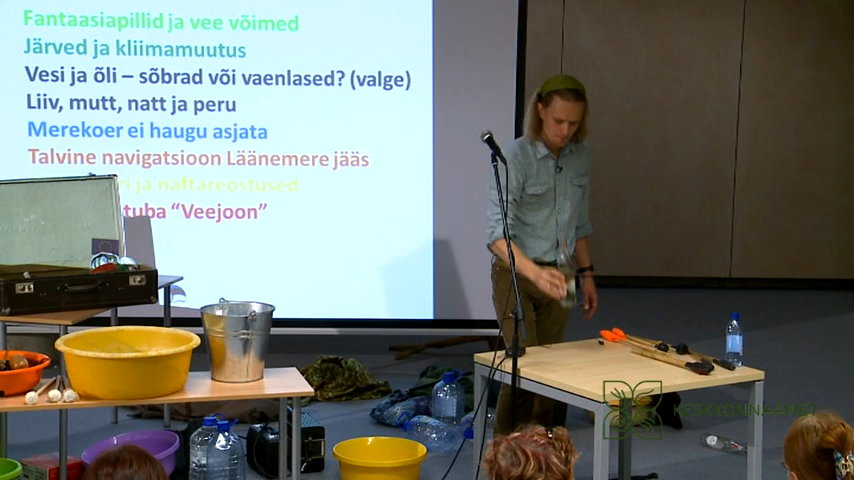 Fantaasiapillid ja vee võimed
Järved ja kliimamuutus
Vesi ja õli – sõbrad või vaenlased? (valge)
Liiv, mutt, natt ja peru
Merekoer ei haugu asjata
Talvine navigatsioon Läänemere jääs
ja naftareostused
tuba “Veejoon”
KESKKONNAAMET